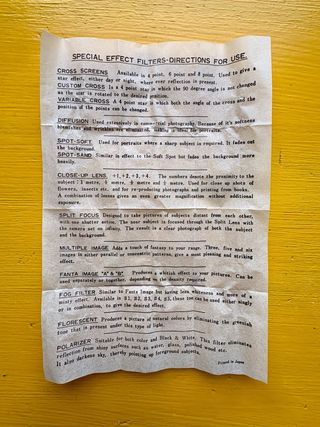 SPECIAL EFFECT FILTERS-DIRECTIONS FOR USE.
CROSS SCREENS Available in 4 point, 6 point and 8 point. Used to give a
star effect, either day or night, where ever reflection is present.
CUSTOM CROSS Is a 4 point star in which the 90 degree angle is not changed
as the star is rotated to the desired position.
VARIABLE CROSS A 4 point star in which both the angle of the cross and the
position of the points can be changed.
DIFFUSION Used extensively in commercial photography. Because of it's softness
blemishes and wrinkles are eliminated, making it ideal for portraits.
SPOT-SOFT. Used for portraits where a sharp subject is required. It fades out
the background.
SPOT-SAND. Similar in effect to the Soft Spot but fades the background more
heavily.
CLOSE-UP LENS. +1,+2,+3,+4. The numbers denote the proximity to the
subject: 1 metre, ½ metre, ⅓ metre and ¼ metre. Used for close up shots of
flowers, insects etc. and for re-producing photographs and printing from books.
A combination of lenses gives an even greater magnification without additional
exposure.
SPLIT FOCUS Designed to take pictures of subjects distant from each other,
with one shutter action. The near subject is focused through the Split Lens with
the camera set on infinity. The result is a clear photograph of both the subject
and the background.
MULTIPLE IMAGE Adds a touch of fantasy to your range. Three, five and six
images in either parallel or concentric patterns, give a most pleasing and striking
effect.
FANTA IMAGE "A" & "B". Produces a whitish effect to your pictures. Can be
used separately or together, depending on the density required.
FOG FILTER Similar to Fanta Image but having less whiteness and more of a
misty effect. Available in S1, S2, S3, S4, S5, these too can be used either singly
or in combination, to give the desired effect.
FLORESCENT Produces a picture of natural colors by eliminating the greenish
tone that is present under this type of light.
POLARIZER Suitably for both color and Black & White. This filter eliminates
reflection from shiny surfaces such as water, glass, polished wood etc.
It also darkens sky, thereby pointing up foreground subjects.
Printed in Japan